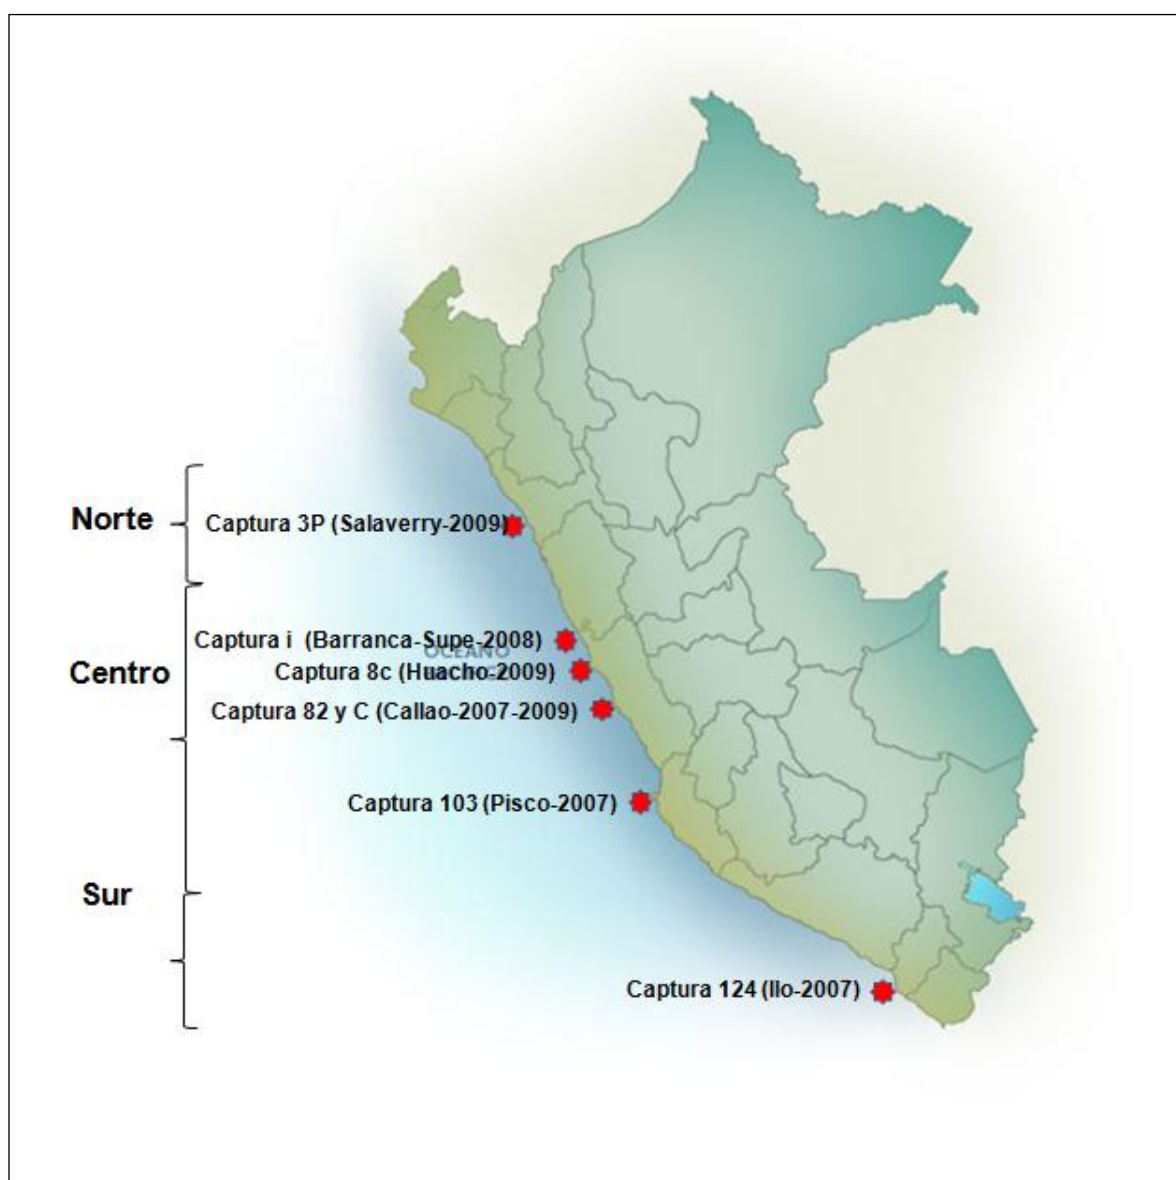 Norte
Captura 3P (Salaverry-2009)
Captura i (Barranca-Supe-2008)
OCEANO
Centro
Captura 8c (Huacho-2009)
Captura 82 y C (Callao-2007-2009)
Captura 103 (Pisco-2007)
Sur
Captura 124 (Ilo-2007)